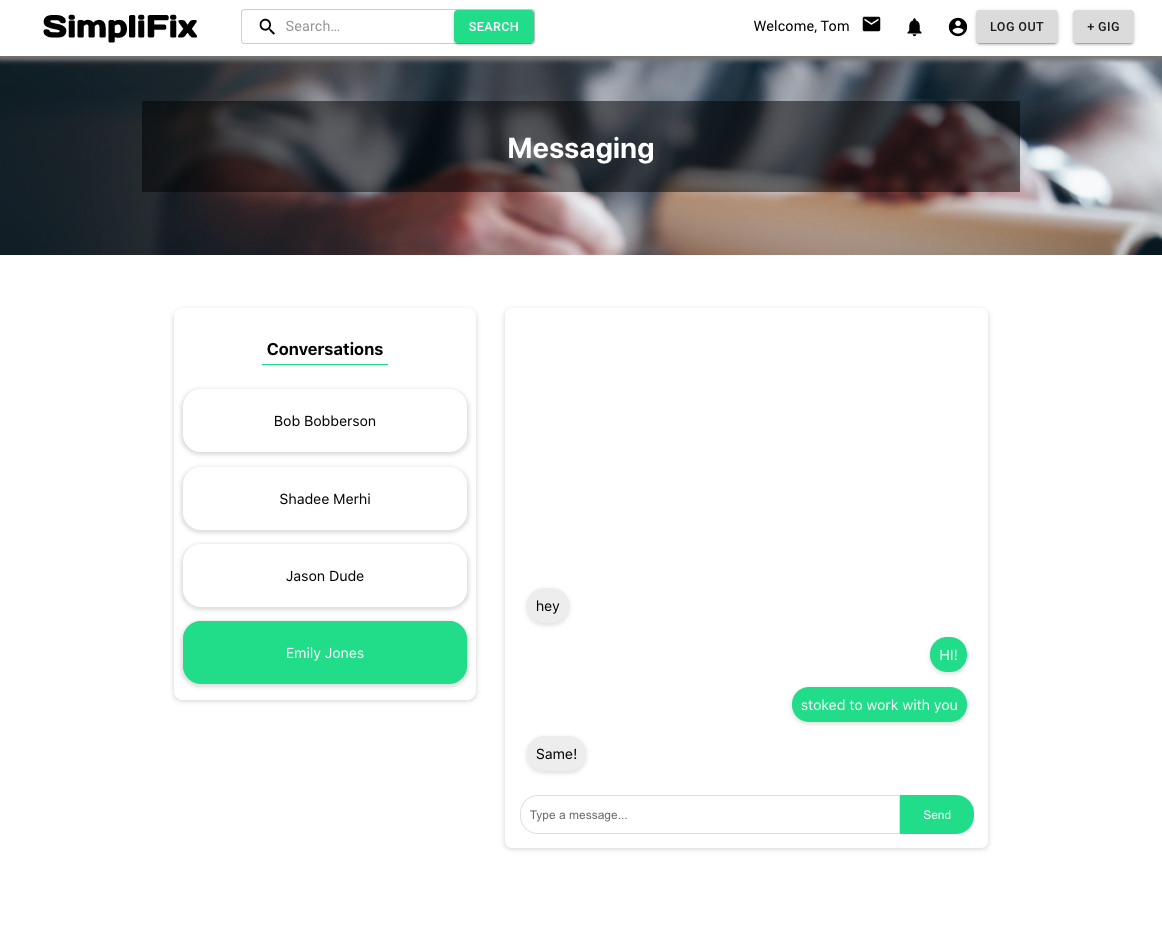 SimpliFix
Search...
SEARCH
Welcome, Tom
LOG OUT
+ GIG
Messaging
Conversations
Bob Bobberson
Shadee Merhi
Jason Dude
Emily Jones
hey
HI!
stoked to work with you
Same!
Type a message...
Send